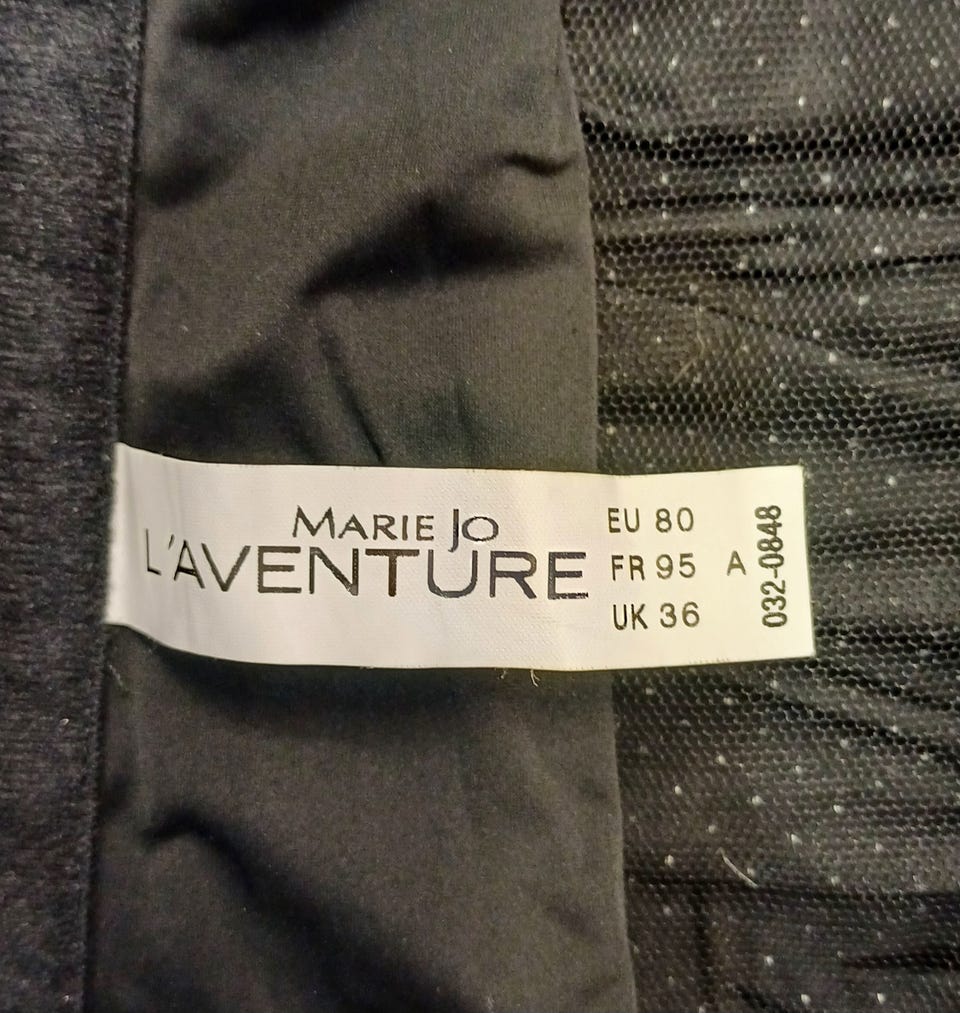 MARIE JO
L'AVENTURE
EU 80
FR 95 A
UK 36
032-0848